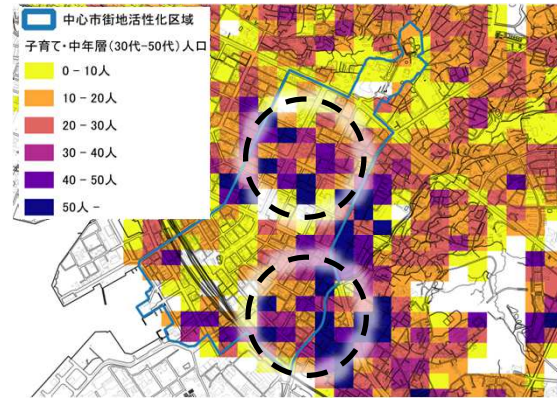 中心市街地活性化区域
子育て・中年層(30代-50代)人口
0 - 10人
10 - 20人
20 - 30人
30 - 40人
40 - 50人
50人 -